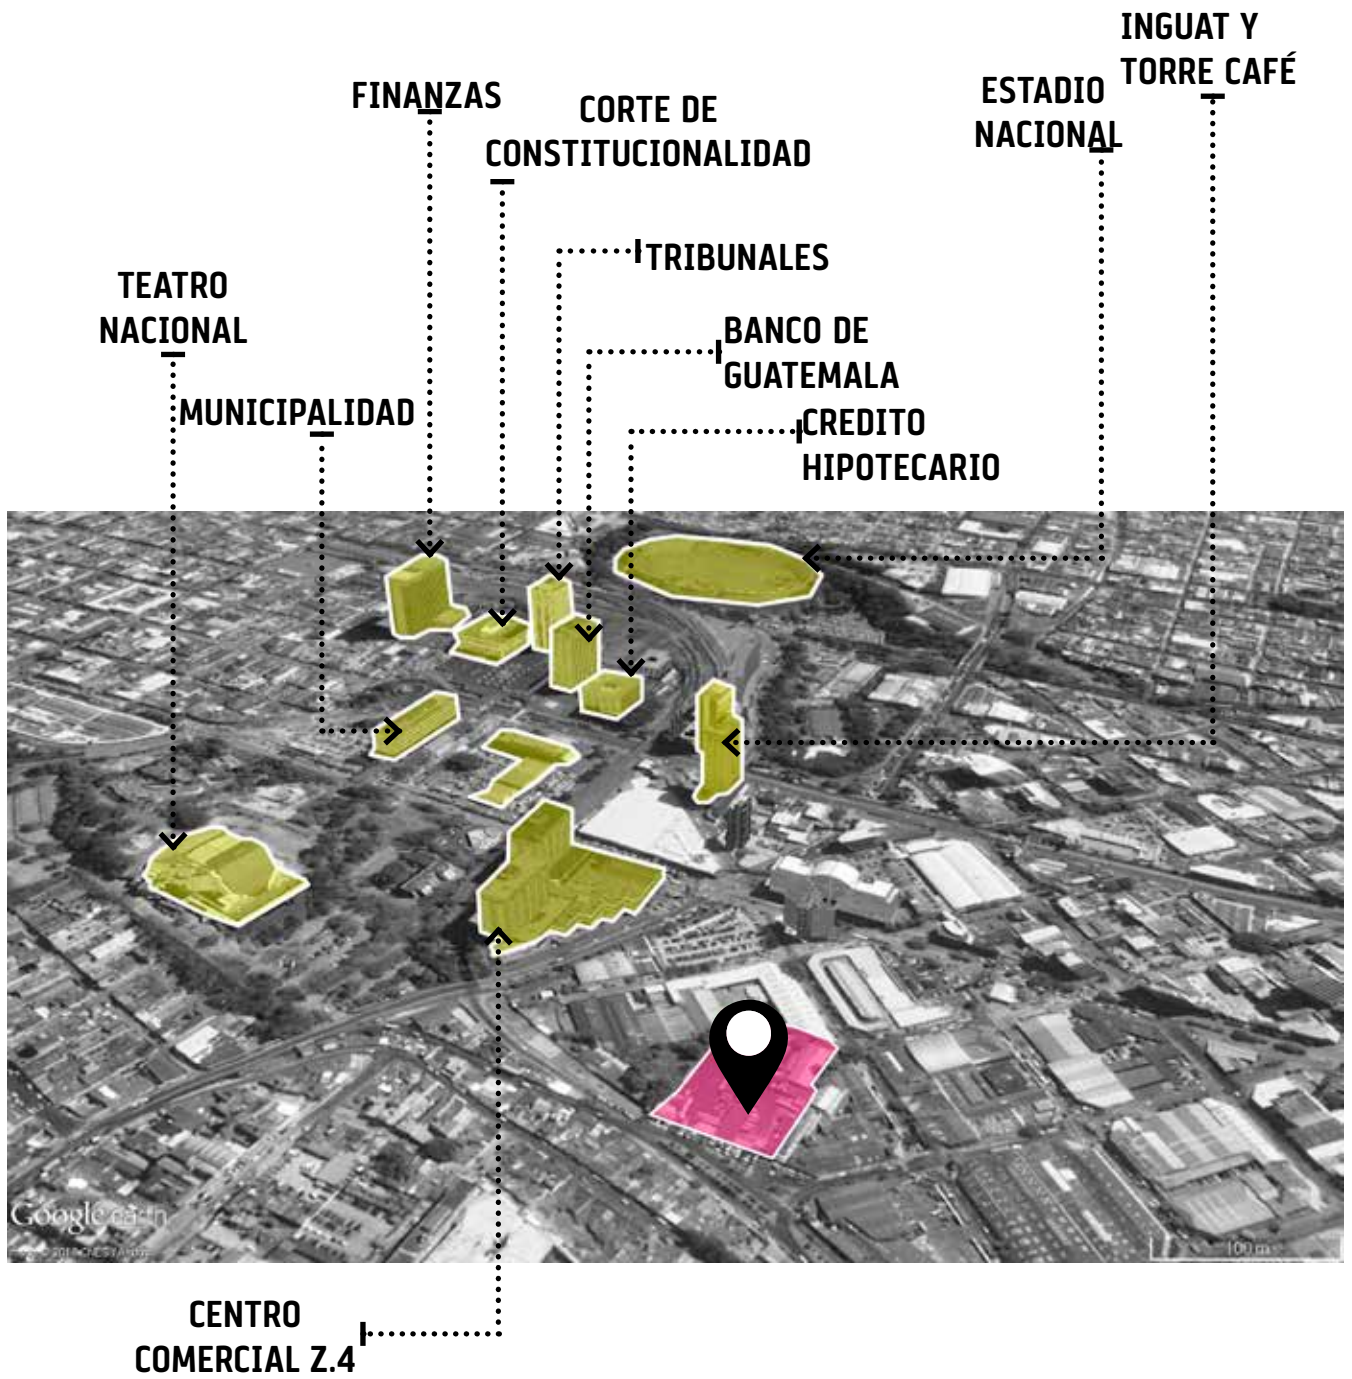 INGUAT Y
TORRE CAFÉ
FINANZAS
ESTADIO
NACIONAL
CORTE DE
CONSTITUCIONALIDAD
TRIBUNALES
TEATRO
NACIONAL
BANCO DE
GUATEMALA
MUNICIPALIDAD
CREDITO
HIPOTECARIO
Google earth
100 m
CENTRO
COMERCIAL Z.4